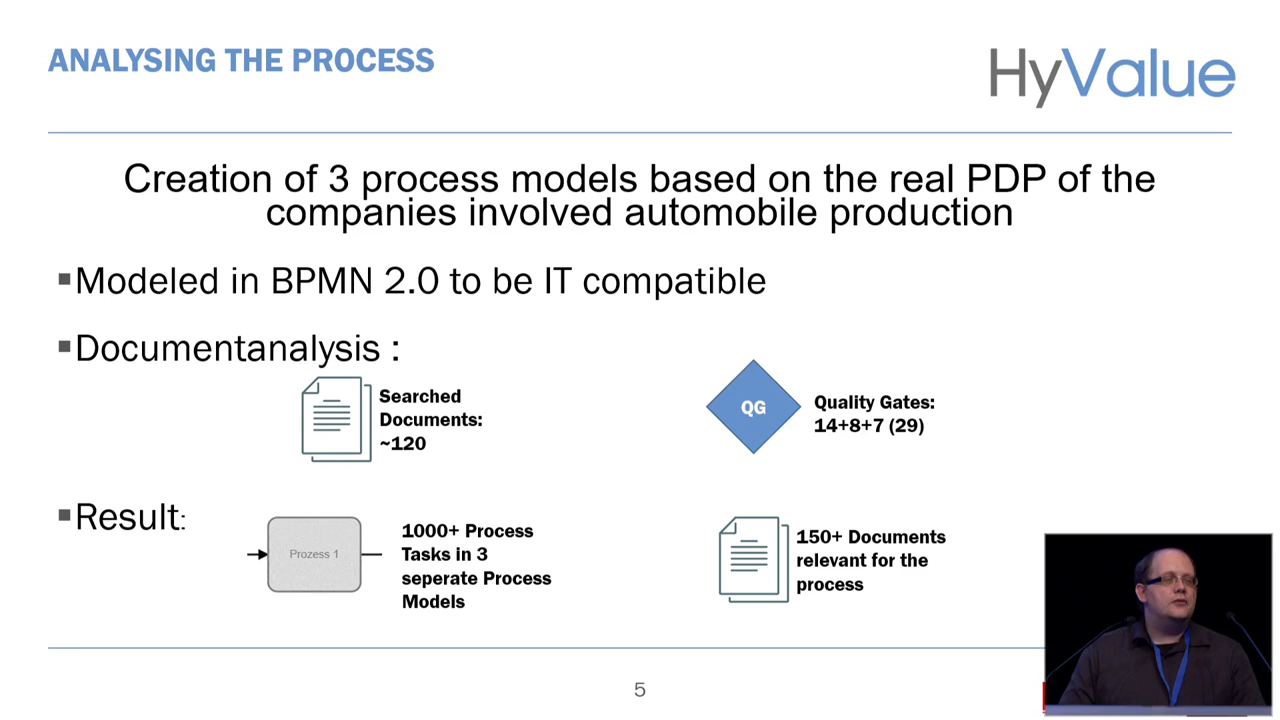 ANALYSING THE PROCESS
HyValue
Creation of 3 process models based on the real PDP of the
companies involved automobile production
▪Modeled in BPMN 2.0 to be IT compatible
▪Documentanalysis :
Searched
Documents:
~120
QG
Quality Gates:
14+8+7 (29)
▪Result:
Prozess 1
1000+ Process
Tasks in 3
seperate Process
Models
150+ Documents
relevant for the
process
5